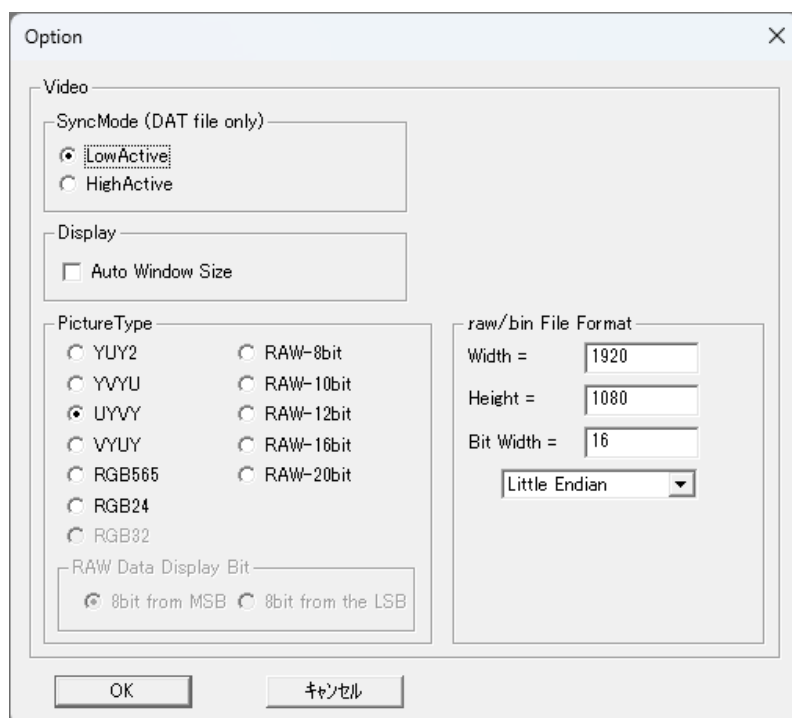 Option
Video
SyncMode (DAT file only)
LowActive
HighActive
Display
Auto Window Size
PictureType
YUY2
YVYU
UYVY
VYUY
RGB565
RGB24
RGB32
RAW-8bit
RAW-10bit
RAW-12bit
RAW-16bit
RAW-20bit
RAW Data Display Bit
8bit from MSB 8bit from the LSB
raw/bin File Format
Width = 1920
Height = 1080
Bit Width = 16
Little Endian
OK キャンセル